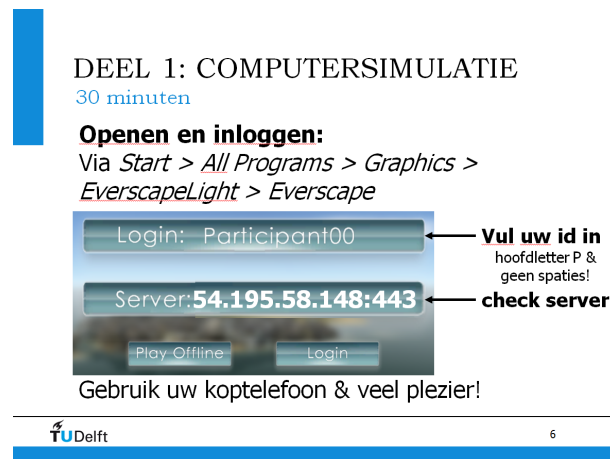 DEEL 1: COMPUTERSIMULATIE
30 minuten
Openen en inloggen:
Via Start > All Programs > Graphics >
EverscapeLight > Everscape
Login: Participant00
Vul uw id in
hoofdletter P &
geen spaties!
Server:54.195.58.148:443
check server
Play Offline
Login
Gebruik uw koptelefoon & veel plezier!
TUDelft
6